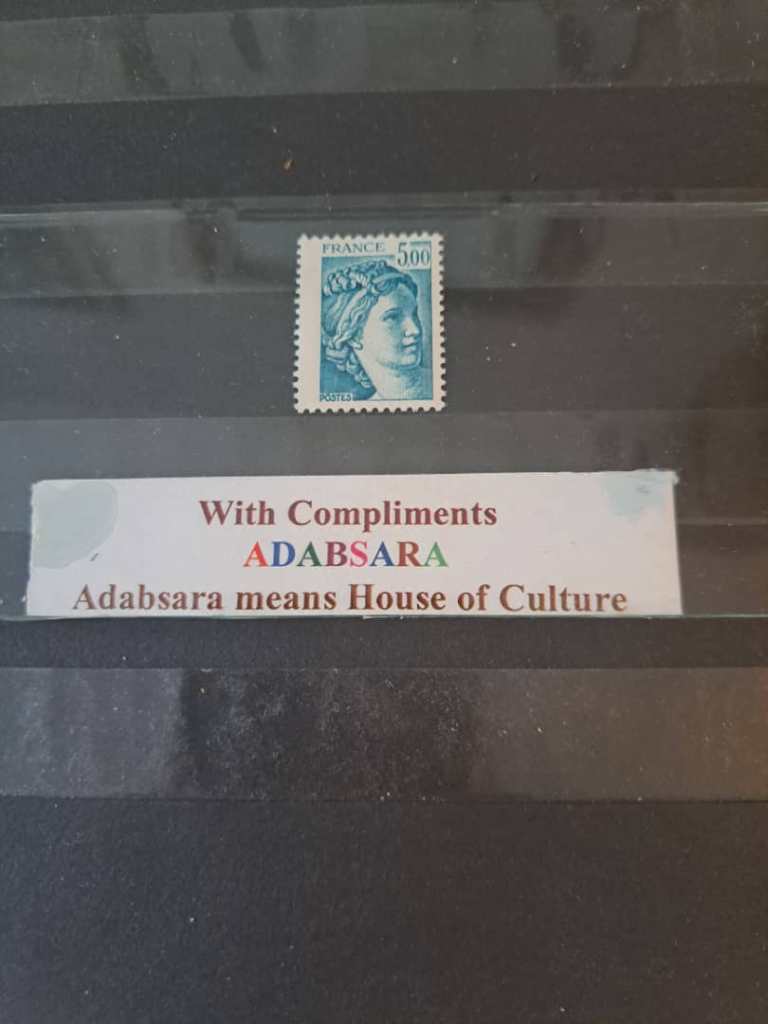 FRANCE 5,00
POSTES
With Compliments
ADABSARA
Adabsara means House of Culture